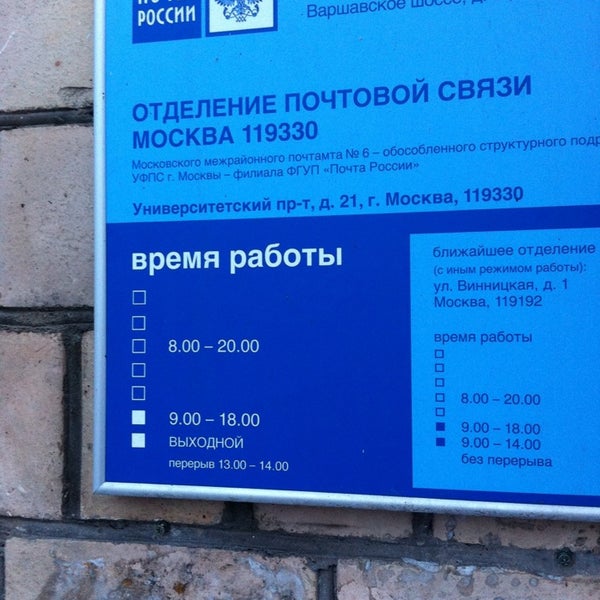 РОССИИ
Варшавское шоссе, д.
ОТДЕЛЕНИЕ ПОЧТОВОЙ СВЯЗИ
МОСКВА 119330
Московского межрайонного почтамта № 6 – обособленного структурного
УФПС г. Москвы – филиала ФГУП «Почта России»
Университетский пр-т, д. 21, г. Москва, 119330
время работы
8.00 – 20.00
9.00 – 18.00
ВЫХОДНОЙ
перерыв 13.00 – 14.00
ближайшее отделение
(с иным режимом работы):
ул. Винницкая, д. 1
Москва, 119192
время работы
8.00 – 20.00
9.00 – 18.00
9.00 – 14.00
без перерыва